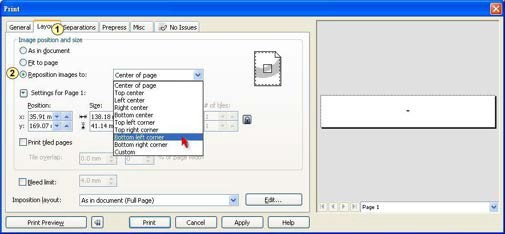 Print
General Layout 1 Separations Prepress Misc No Issues
Image position and size
As in document
Fit to page
2 Reposition images to: Center of page
Center of page
Top center
Left center
Right center
Bottom center
Top left corner
Top right corner
Bottom left corner
Bottom right corner
Custom
Settings for Page 1:
Position: Size: # of tiles:
x: 35.91 m 138.18 1
y: 169.07 41.14 1
Print tiled pages
Tile overlap: 0.0 mm 0 % of page
Bleed limit: 4.0 mm
Imposition layout: As in document (Full Page) Edit...
Print Preview Print Cancel Apply Help
Page 1